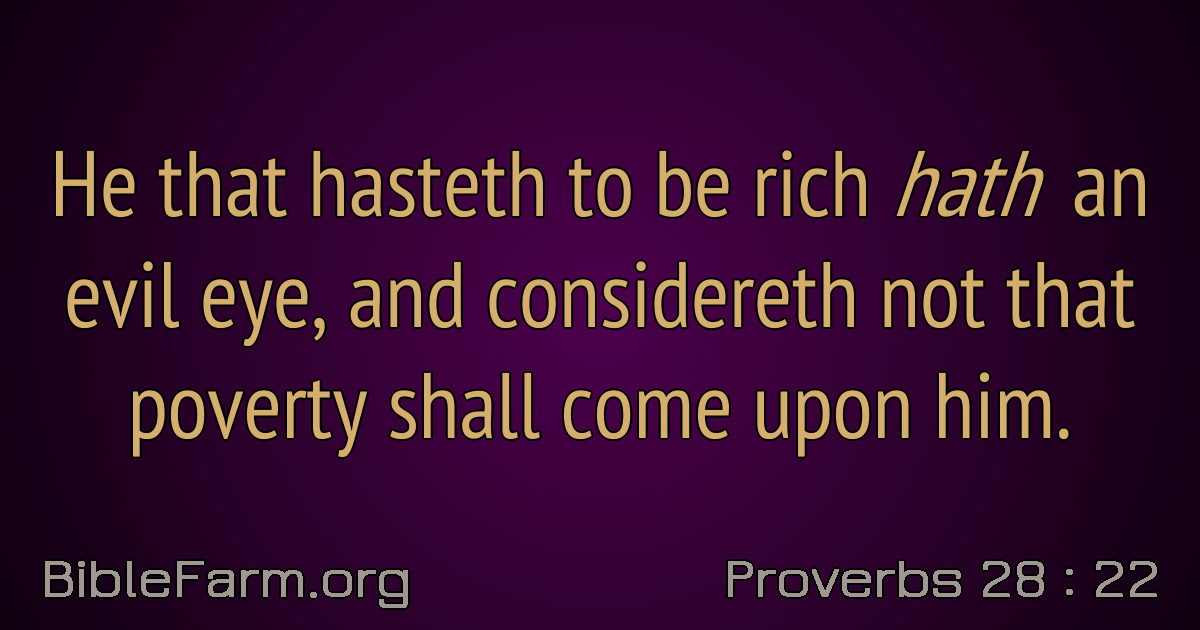 He that hasteth to be rich hath an
evil eye, and considereth not that
poverty shall come upon him.
BibleFarm.org
Proverbs 28 : 22